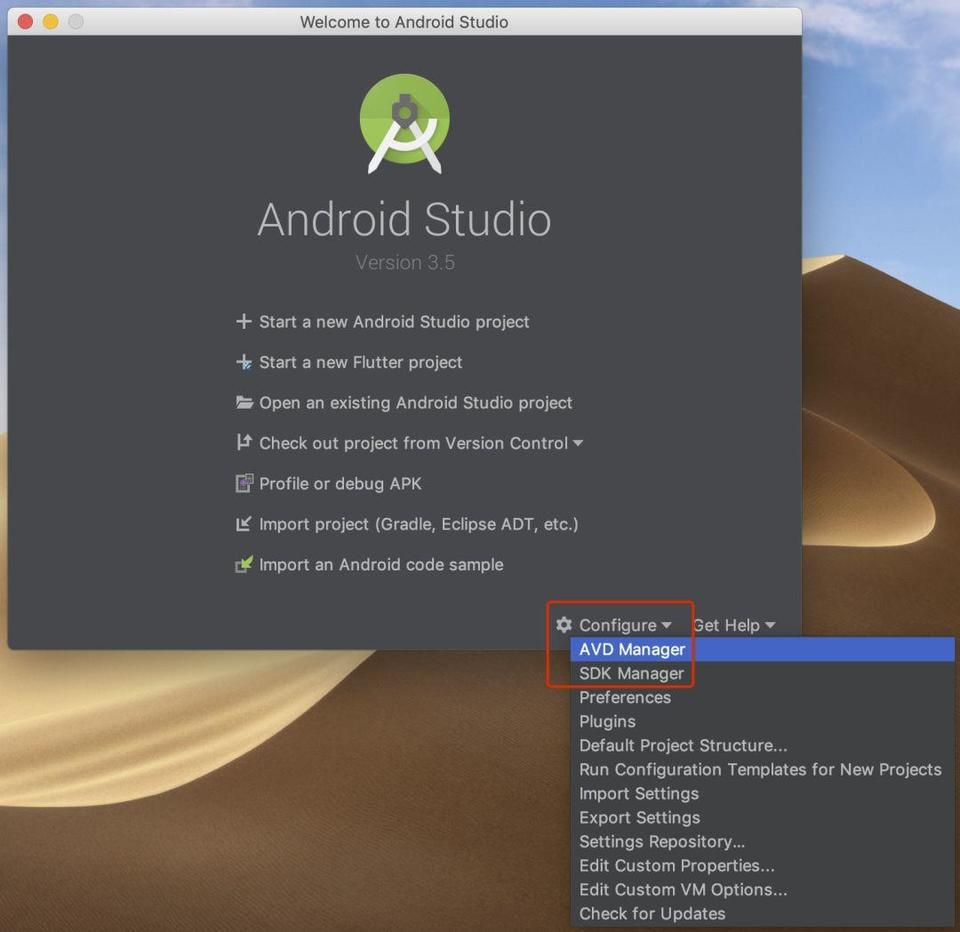 Welcome to Android Studio
Android Studio
Version 3.5
Start a new Android Studio project
Start a new Flutter project
Open an existing Android Studio project
Check out project from Version Control
Profile or debug APK
Import project (Gradle, Eclipse ADT, etc.)
Import an Android code sample
Configure Get Help
AVD Manager
SDK Manager
Preferences
Plugins
Default Project Structure...
Run Configuration Templates for New Projects
Import Settings
Export Settings
Settings Repository...
Edit Custom Properties...
Edit Custom VM Options...
Check for Updates